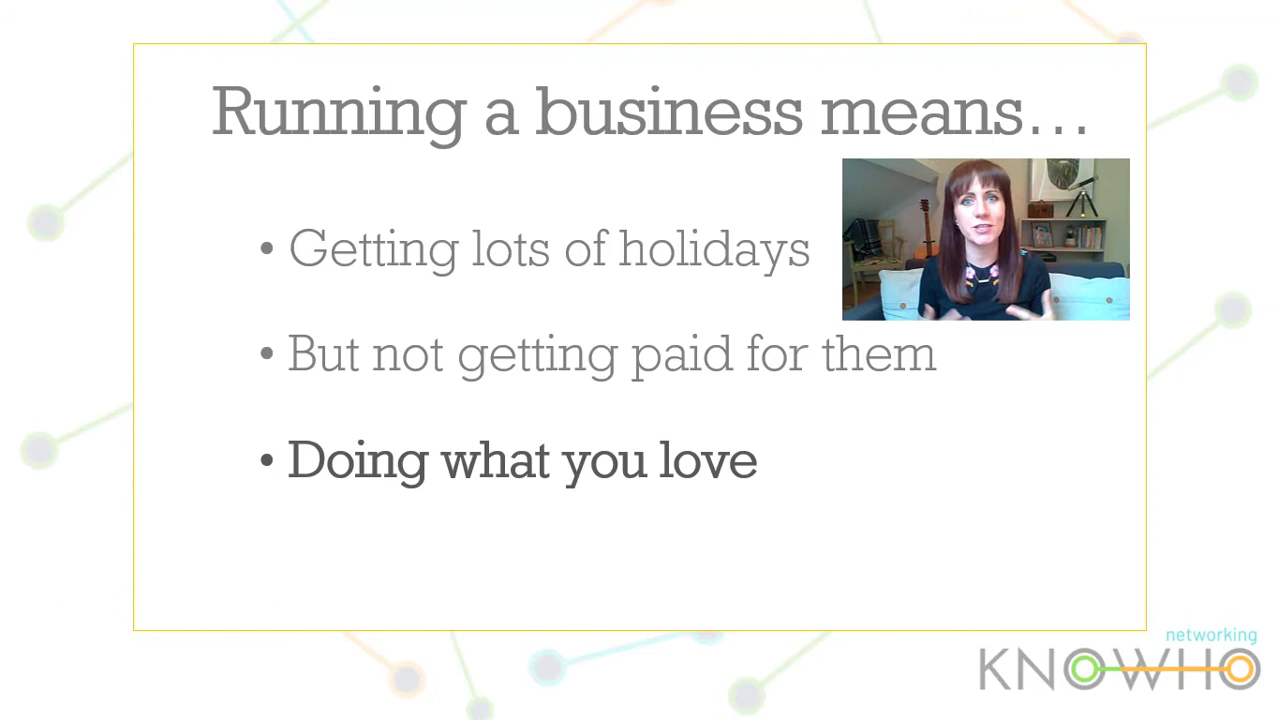 Running a business means...
• Getting lots of holidays
• But not getting paid for them
• Doing what you love
networking
KNOWHO